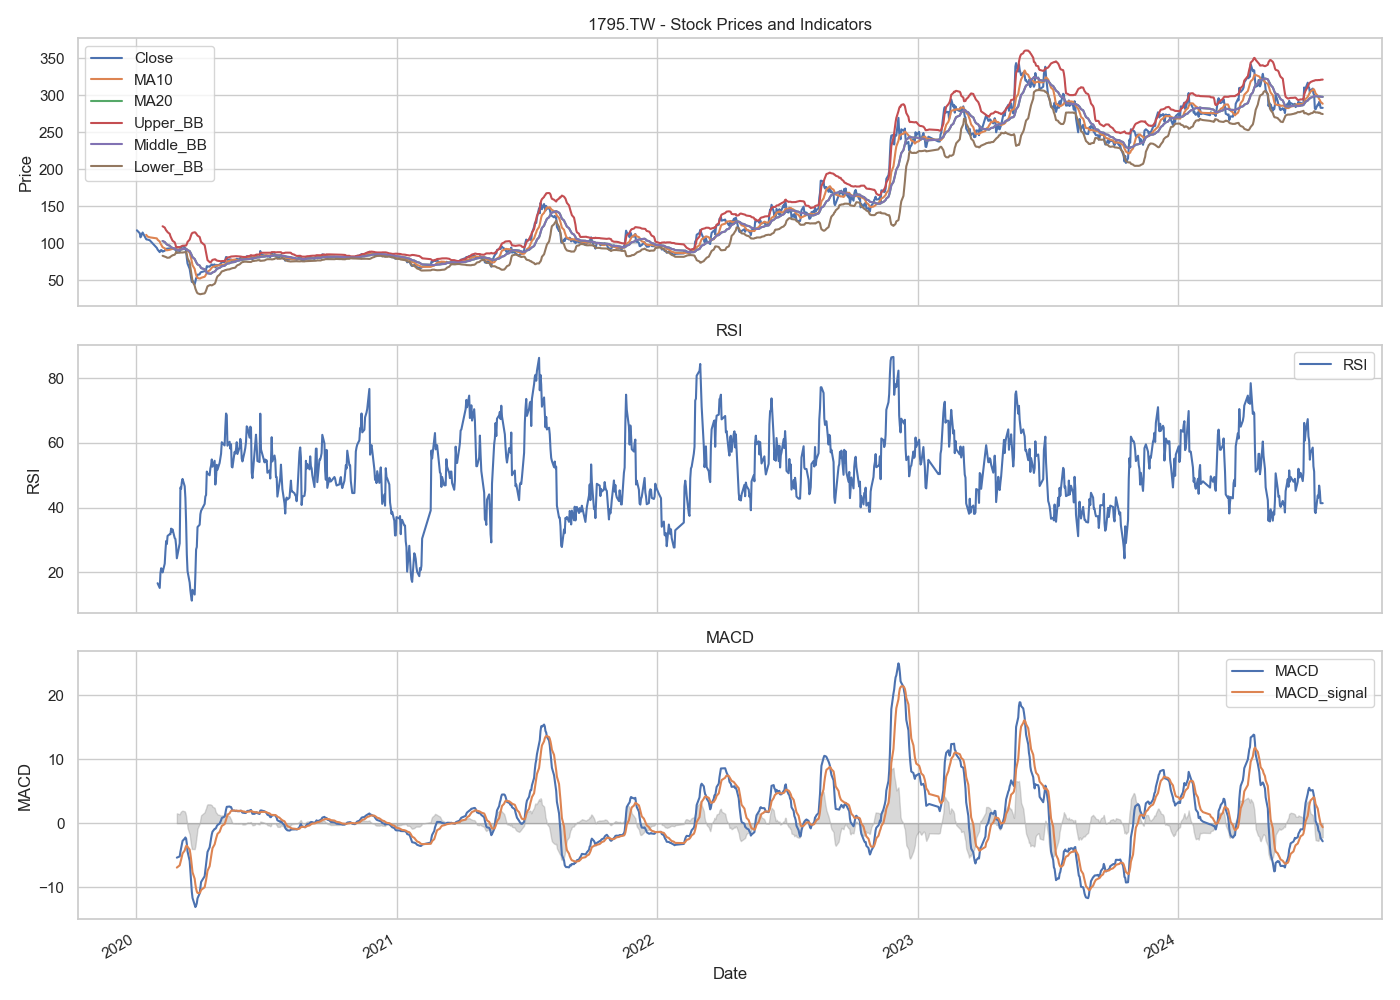 1795.TW - Stock Prices and Indicators
Price
350
300
250
200
150
100
50
Close
MA10
MA20
Upper_BB
Middle_BB
Lower_BB
RSI
RSI
80
60
40
20
RSI
MACD
MACD
20
10
0
−10
MACD
MACD_signal
2020
2021
2022
2023
2024
Date